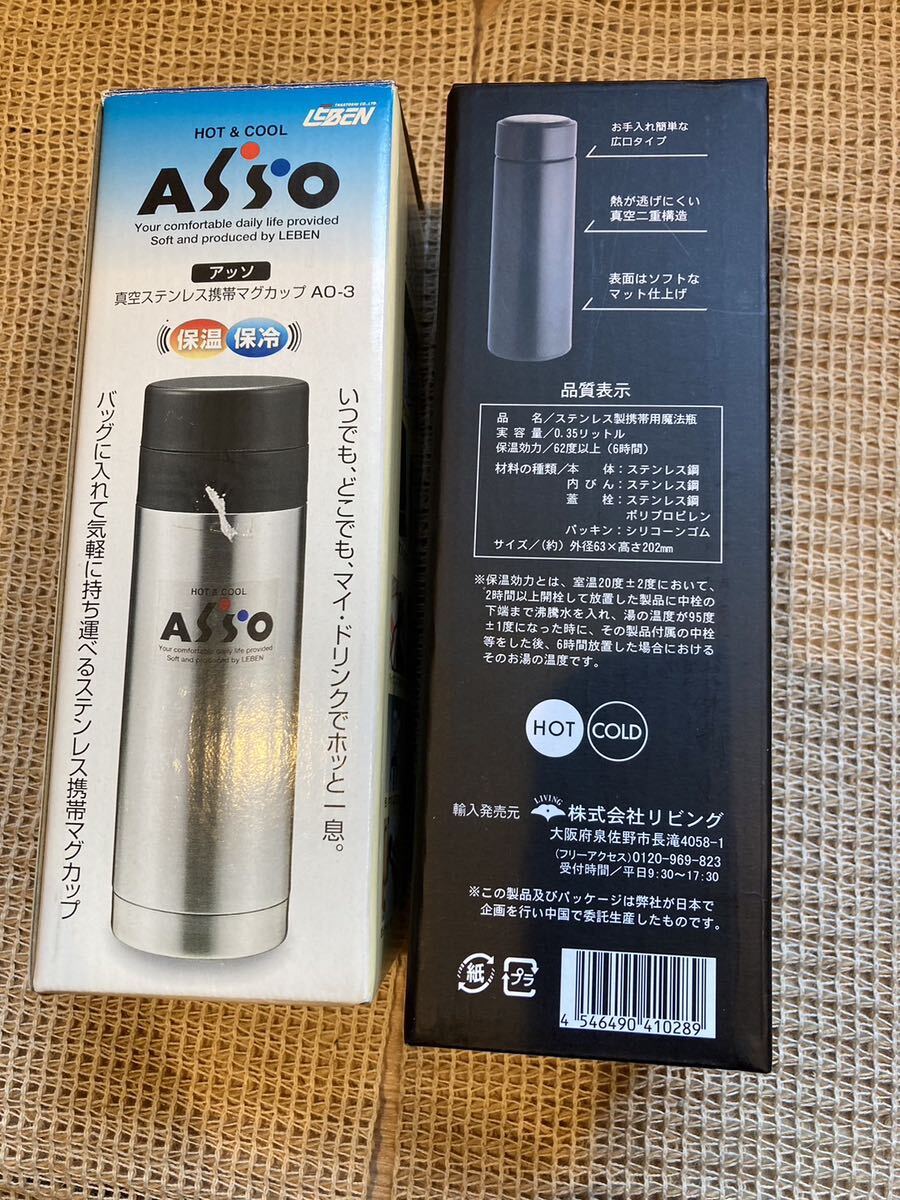 TAKATOSHI CO.,LTD.
LEBEN
HOT & COOL
ASSO
Your comfortable daily life provided
Soft and produced by LEBEN
アッソ
真空ステンレス携帯マグカップ AO-3
保温 保冷
いつでも、どこでも、マイ・ドリンクでホッと一息。
バッグに入れて気軽に持ち運べるステンレス携帯マグカップ
HOT & COOL
ASSO
Your comfortable daily life provided
Soft and produced by LEBEN
お手入れ簡単な
広口タイプ
熱が逃げにくい
真空二重構造
表面はソフトな
マット仕上げ
品質表示
品 名/ステンレス製携帯用魔法瓶
実容量/0.35リットル
保温効力/62度以上(6時間)
材料の種類/本 体:ステンレス鋼
内びん:ステンレス鋼
蓋 栓:ステンレス鋼
ポリプロピレン
パッキン:シリコーンゴム
サイズ/(約)外径63×高さ202mm
※保温効力とは、室温20度±2度において、
2時間以上開栓して放置した製品に中栓の
下端まで沸騰水を入れ、湯の温度が95度
±1度になった時に、その製品付属の中栓
等をした後、6時間放置した場合における
そのお湯の温度です。
HOT COLD
輸入発売元 LIVING 株式会社リビング
大阪府泉佐野市長滝4058-1
(フリーアクセス)0120-969-823
受付時間/平日9:30〜17:30
※この製品及びパッケージは弊社が日本で
企画を行い中国で委託生産したものです。
紙 プラ
4 546490 410289